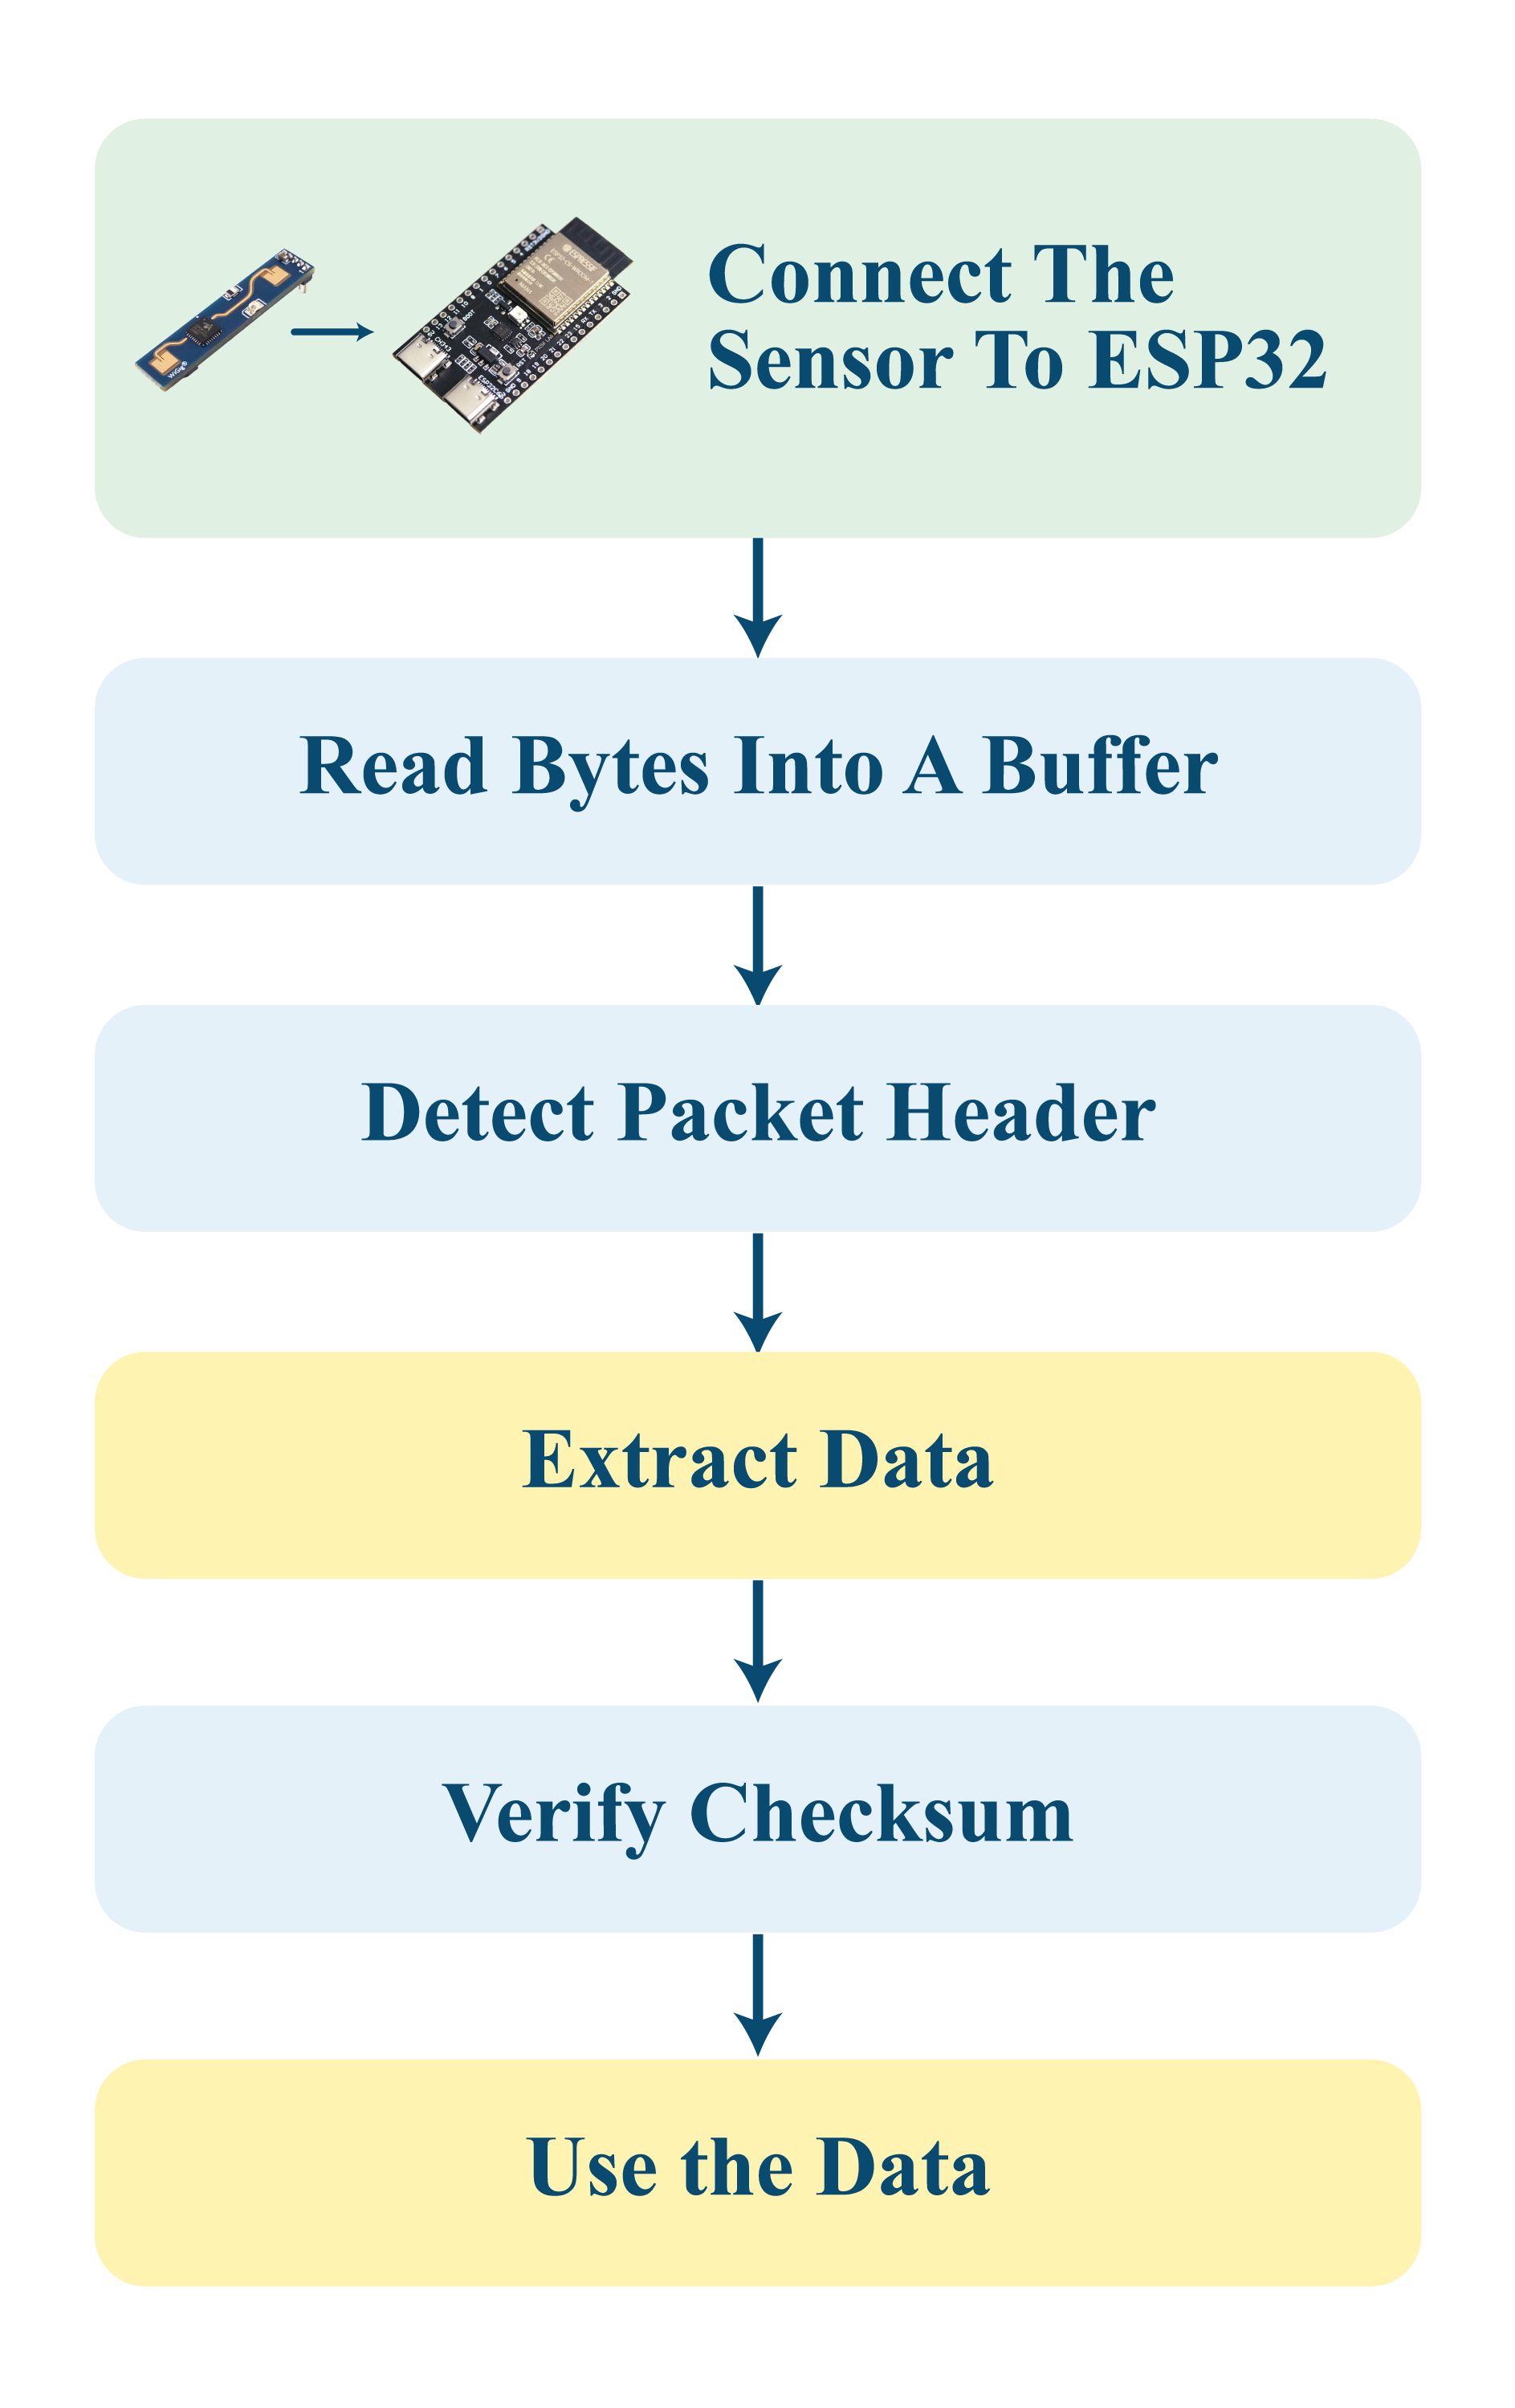 Connect The
Sensor To ESP32
Read Bytes Into A Buffer
Detect Packet Header
Extract Data
Verify Checksum
Use the Data